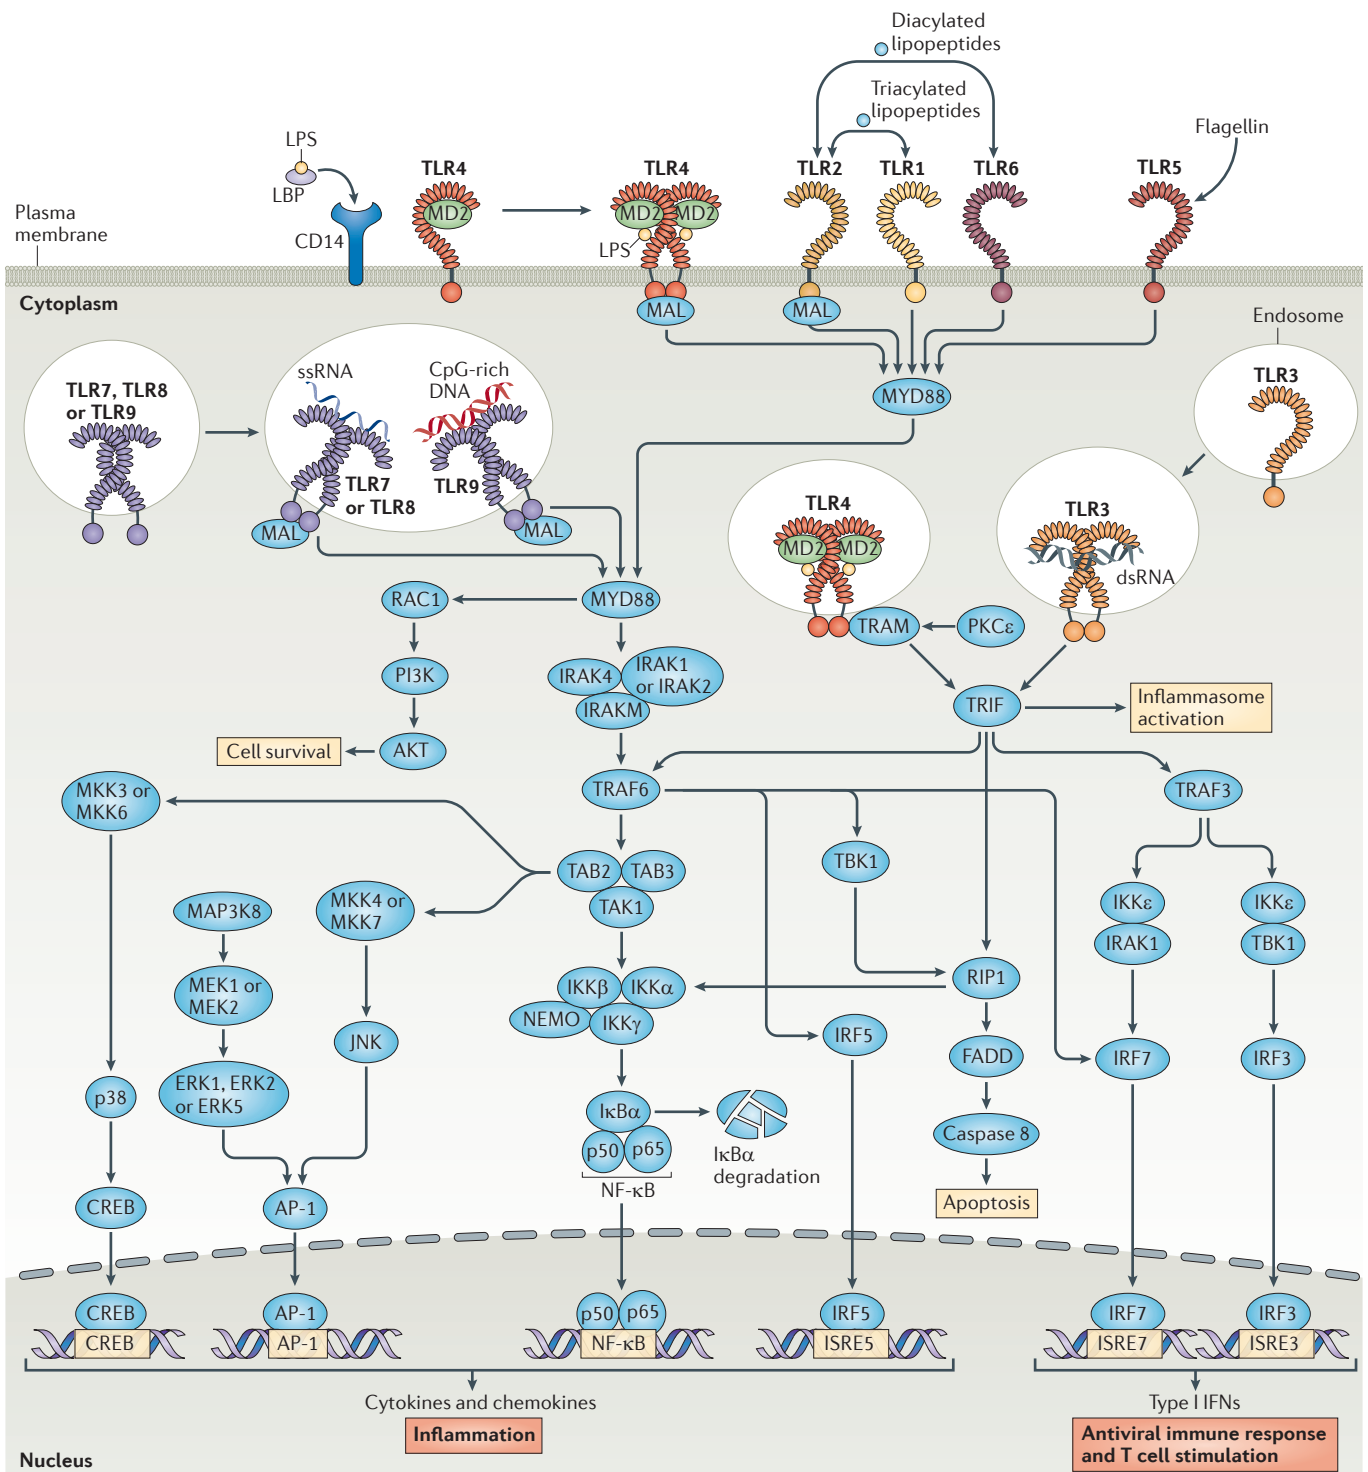 Diacylated
lipopeptides
Triacylated
lipopeptides
LPS
LBP
CD14
TLR4
MD2
TLR4
MD2
MD2
LPS
TLR2
TLR1
TLR6
TLR5
Flagellin
Plasma
membrane
Cytoplasm
MAL
MAL
Endosome
TLR7, TLR8
or TLR9
ssRNA
CpG-rich
DNA
TLR7
or TLR8
TLR9
MAL
MAL
MYD88
TLR3
TLR4
MD2
MD2
TLR3
dsRNA
RAC1
MYD88
TRAM
PKCε
PI3K
IRAK4
IRAK1
or IRAK2
IRAKM
TRIF
Inflammasome
activation
Cell survival
AKT
MKK3 or
MKK6
TRAF6
TRAF3
TBK1
TAB2
TAB3
TAK1
MAP3K8
MKK4 or
MKK7
IKKε
IRAK1
IKKε
TBK1
MEK1 or
MEK2
IKKβ
IKKα
NEMO
IKKγ
RIP1
JNK
IRF5
FADD
IRF7
IRF3
p38
ERK1, ERK2
or ERK5
IκBα
p50
p65
NF-κB
IκBα
degradation
Caspase 8
Apoptosis
CREB
AP-1
CREB
CREB
AP-1
AP-1
p50
p65
NF-κB
IRF5
ISRE5
IRF7
ISRE7
IRF3
ISRE3
Cytokines and chemokines
Inflammation
Type I IFNs
Antiviral immune response
and T cell stimulation
Nucleus